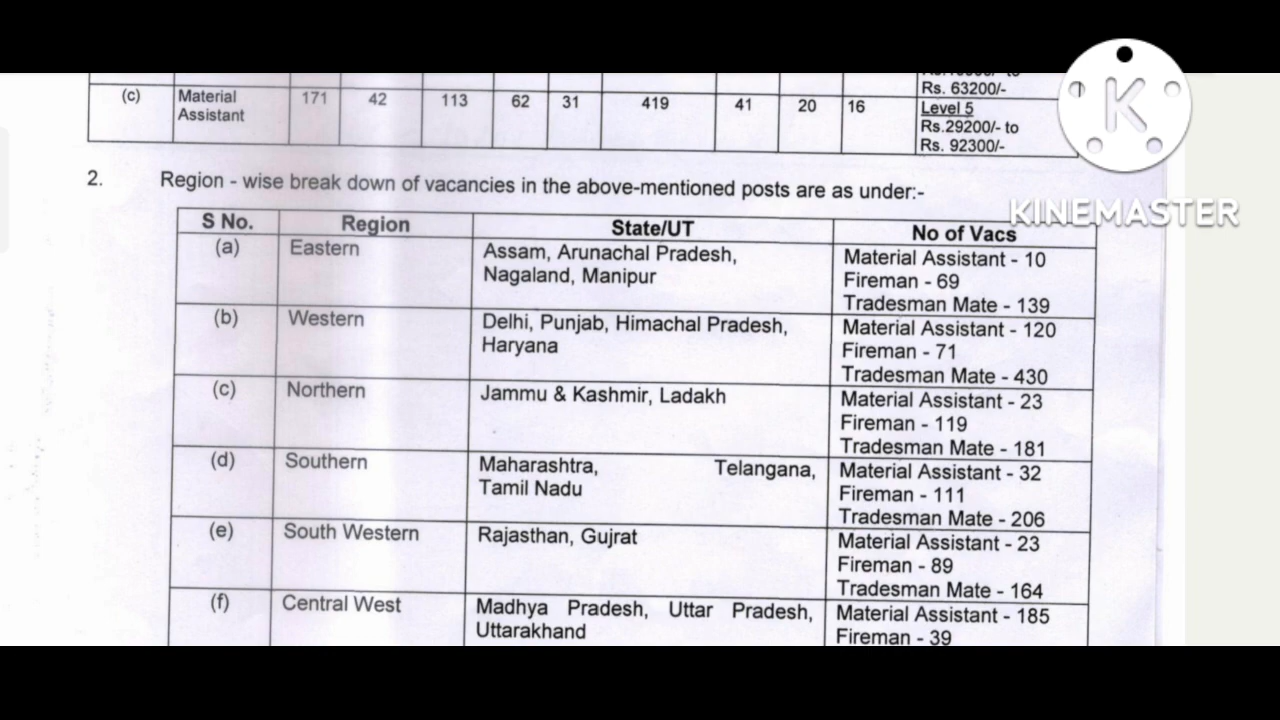 Rs. 63200/-
(c) Material Assistant 171 42 113 62 31 419 41 20 16 Level 5
Rs.29200/- to
Rs. 92300/-
KINEMASTER
2. Region - wise break down of vacancies in the above-mentioned posts are as under:-
S No. Region State/UT No of Vacs
(a) Eastern Assam, Arunachal Pradesh, Material Assistant - 10
Nagaland, Manipur Fireman - 69
Tradesman Mate - 139
(b) Western Delhi, Punjab, Himachal Pradesh, Material Assistant - 120
Haryana Fireman - 71
Tradesman Mate - 430
(c) Northern Jammu & Kashmir, Ladakh Material Assistant - 23
Fireman - 119
Tradesman Mate - 181
(d) Southern Maharashtra, Telangana, Material Assistant - 32
Tamil Nadu Fireman - 111
Tradesman Mate - 206
(e) South Western Rajasthan, Gujrat Material Assistant - 23
Fireman - 89
Tradesman Mate - 164
(f) Central West Madhya Pradesh, Uttar Pradesh, Material Assistant - 185
Uttarakhand Fireman - 39